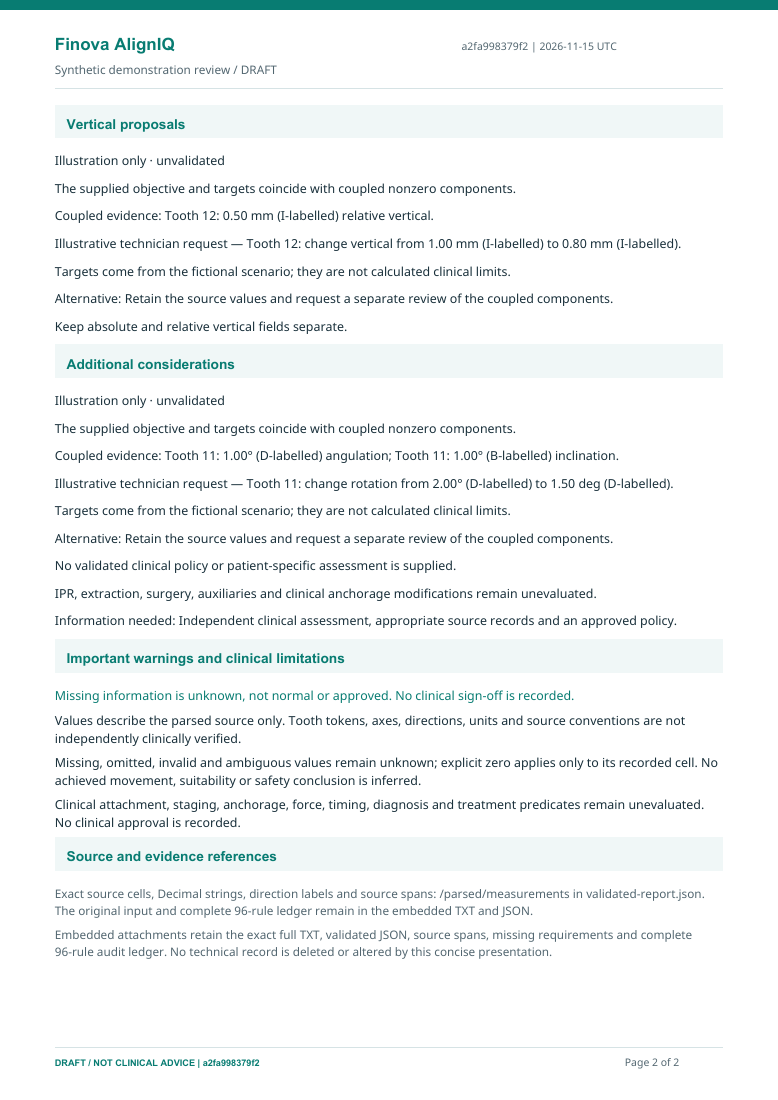 Finova AlignIQ
a2fa998379f2 | 2026-11-15 UTC
Synthetic demonstration review / DRAFT
Vertical proposals
Illustration only · unvalidated
The supplied objective and targets coincide with coupled nonzero components.
Coupled evidence: Tooth 12: 0.50 mm (I-labelled) relative vertical.
Illustrative technician request — Tooth 12: change vertical from 1.00 mm (I-labelled) to 0.80 mm (I-labelled).
Targets come from the fictional scenario; they are not calculated clinical limits.
Alternative: Retain the source values and request a separate review of the coupled components.
Keep absolute and relative vertical fields separate.
Additional considerations
Illustration only · unvalidated
The supplied objective and targets coincide with coupled nonzero components.
Coupled evidence: Tooth 11: 1.00° (D-labelled) angulation; Tooth 11: 1.00° (B-labelled) inclination.
Illustrative technician request — Tooth 11: change rotation from 2.00° (D-labelled) to 1.50 deg (D-labelled).
Targets come from the fictional scenario; they are not calculated clinical limits.
Alternative: Retain the source values and request a separate review of the coupled components.
No validated clinical policy or patient-specific assessment is supplied.
IPR, extraction, surgery, auxiliaries and clinical anchorage modifications remain unevaluated.
Information needed: Independent clinical assessment, appropriate source records and an approved policy.
Important warnings and clinical limitations
Missing information is unknown, not normal or approved. No clinical sign-off is recorded.
Values describe the parsed source only. Tooth tokens, axes, directions, units and source conventions are not
independently clinically verified.
Missing, omitted, invalid and ambiguous values remain unknown; explicit zero applies only to its recorded cell. No
achieved movement, suitability or safety conclusion is inferred.
Clinical attachment, staging, anchorage, force, timing, diagnosis and treatment predicates remain unevaluated.
No clinical approval is recorded.
Source and evidence references
Exact source cells, Decimal strings, direction labels and source spans: /parsed/measurements in validated-report.json.
The original input and complete 96-rule ledger remain in the embedded TXT and JSON.
Embedded attachments retain the exact full TXT, validated JSON, source spans, missing requirements and complete
96-rule audit ledger. No technical record is deleted or altered by this concise presentation.
DRAFT / NOT CLINICAL ADVICE | a2fa998379f2
Page 2 of 2